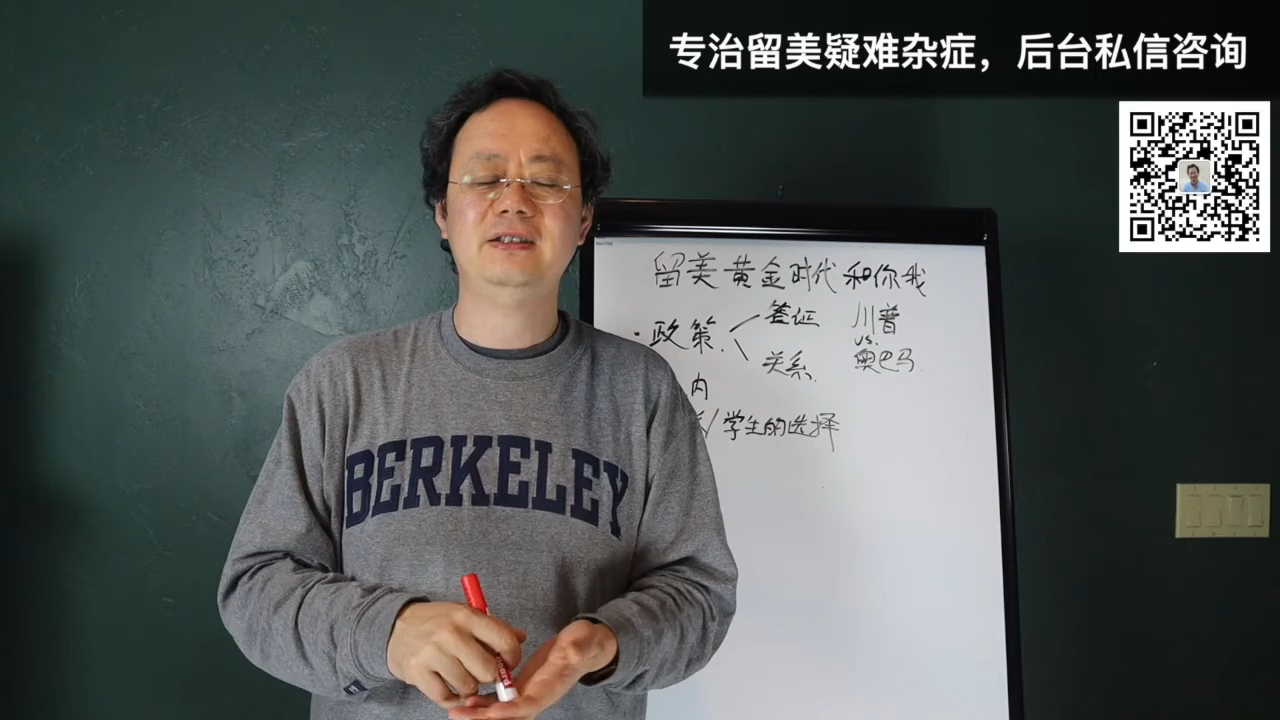 专治留美疑难杂症，后台私信咨询
留美黄金时代和你我
·政策. 签证 川普
vs.
关系. 奥巴马
内
/学生的选择
BERKELEY